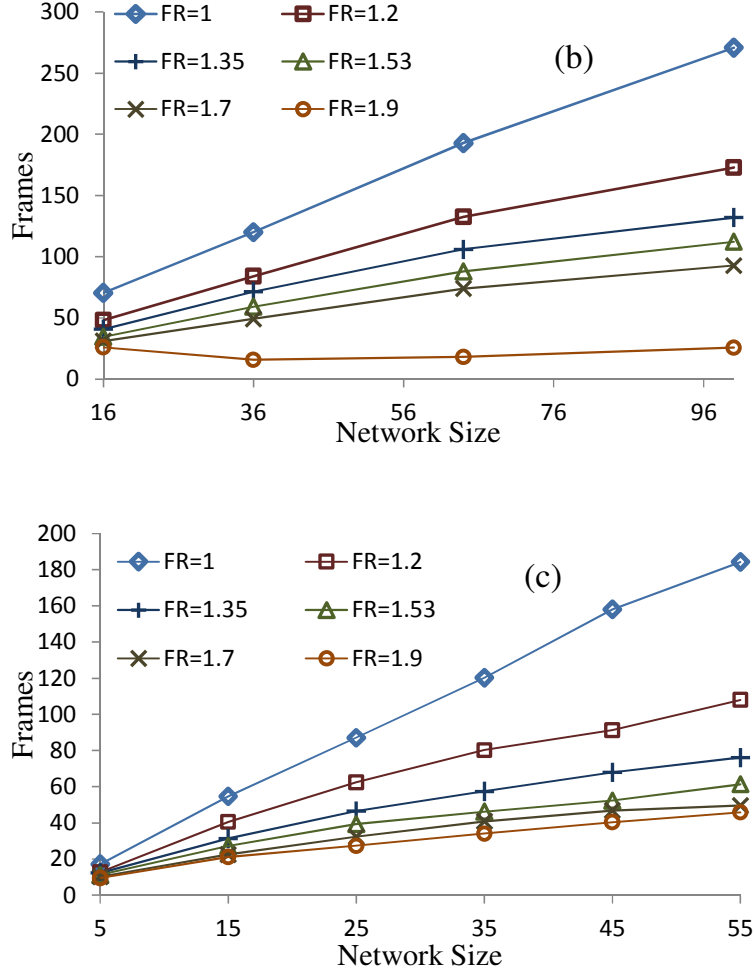 300
250
200
150
100
50
0
Frames
FR=1 FR=1.2
FR=1.35 FR=1.53
FR=1.7 FR=1.9
(b)
16 36 56 76 96
Network Size
200
180
160
140
120
100
80
60
40
20
0
Frames
FR=1 FR=1.2
FR=1.35 FR=1.53
FR=1.7 FR=1.9
(c)
5 15 25 35 45 55
Network Size